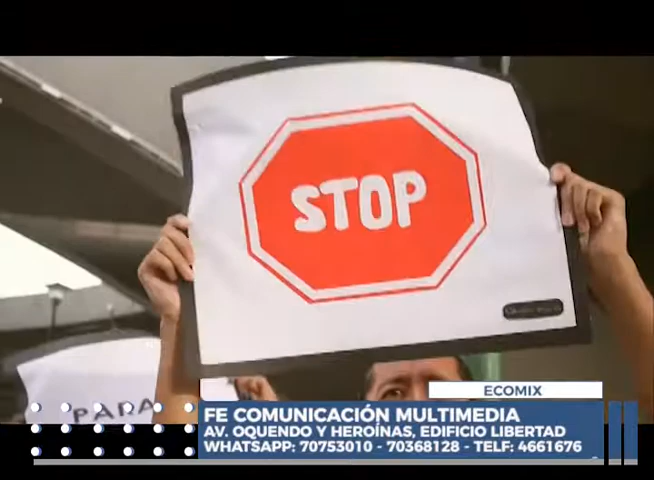 STOP
PARA
ECOMIX
FE COMUNICACIÓN MULTIMEDIA
AV. OQUENDO Y HEROÍNAS, EDIFICIO LIBERTAD
WHATSAPP: 70753010 - 70368128 - TELF: 4661676